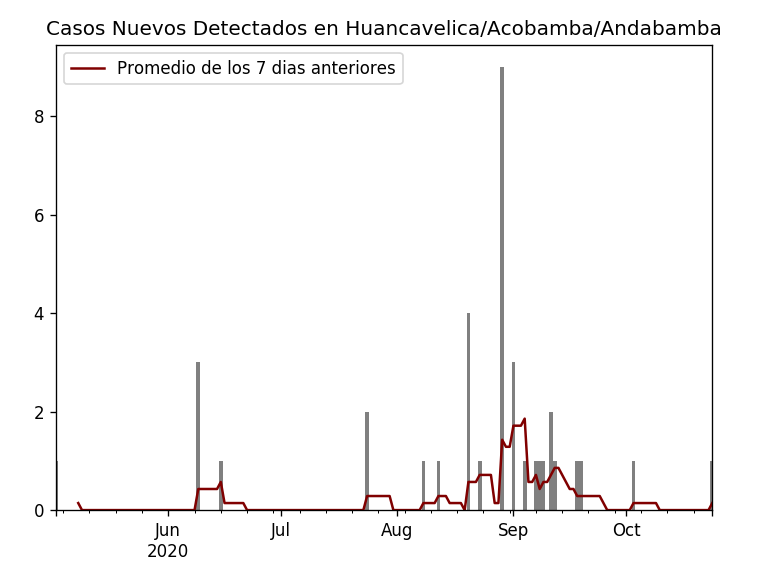 Casos Nuevos Detectados en Huancavelica/Acobamba/Andabamba
Promedio de los 7 dias anteriores
8
6
4
2
0
Jun
2020
Jul
Aug
Sep
Oct